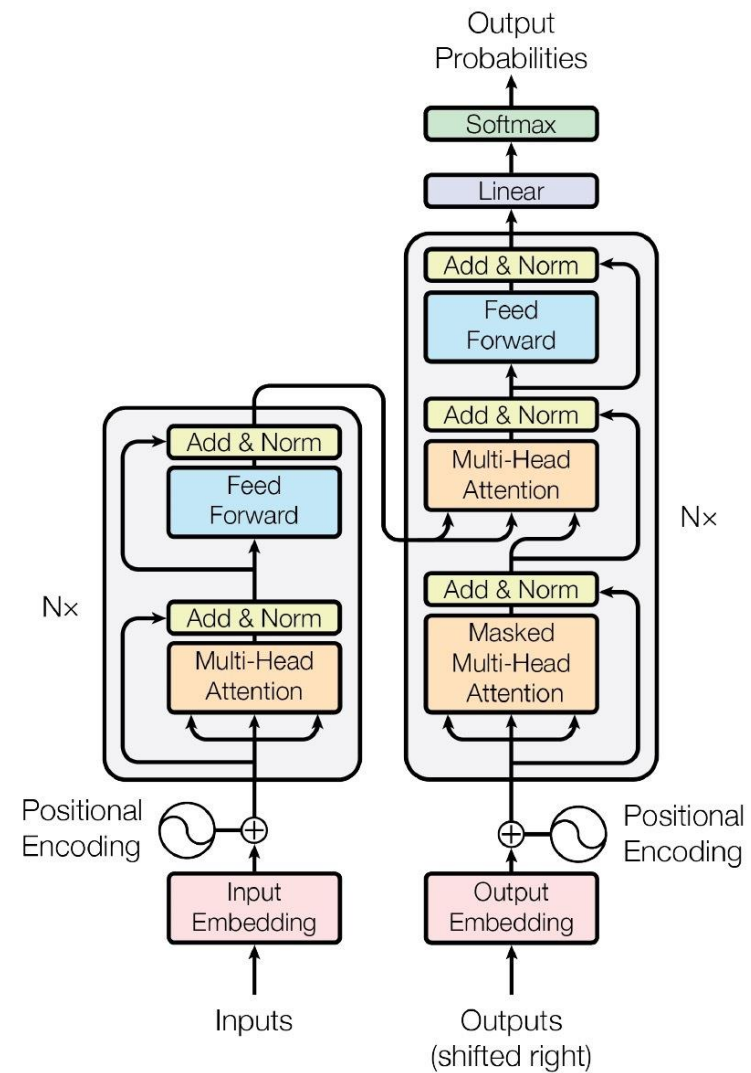 Output
Probabilities
Softmax
Linear
Add & Norm
Feed
Forward
Add & Norm
Multi-Head
Attention
Nx
Add & Norm
Masked
Multi-Head
Attention
Add & Norm
Feed
Forward
Nx
Add & Norm
Multi-Head
Attention
Positional
Encoding
Positional
Encoding
Input
Embedding
Output
Embedding
Inputs
Outputs
(shifted right)